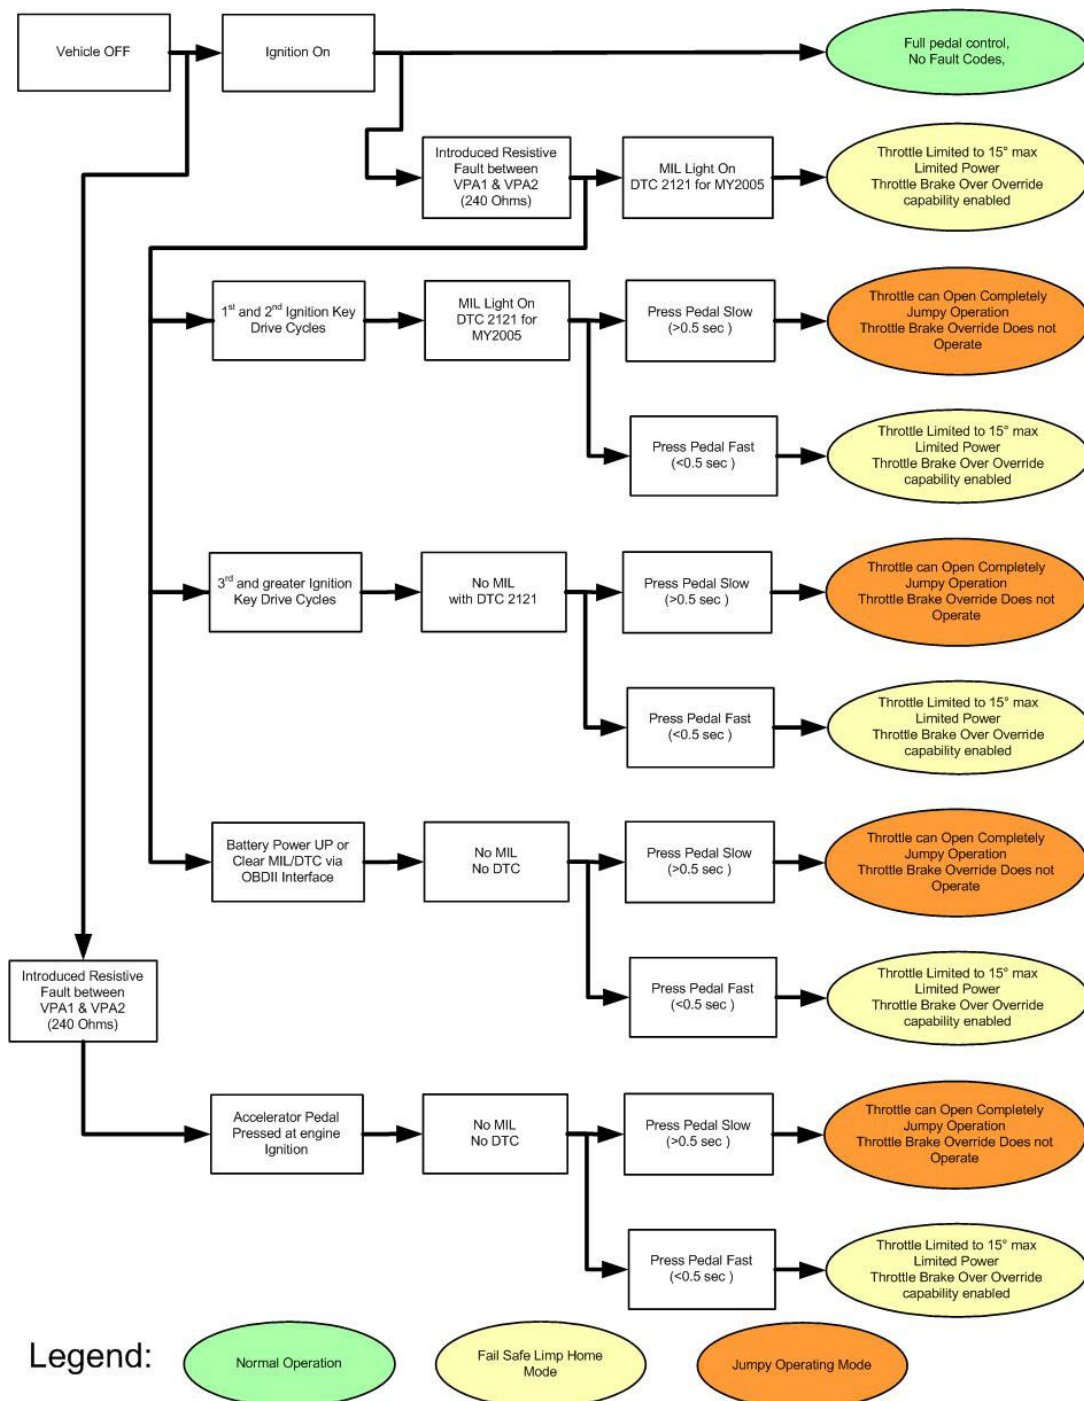 Vehicle OFF
Ignition On
Full pedal control,
No Fault Codes,
Introduced Resistive
Fault between
VPA1 & VPA2
(240 Ohms)
MIL Light On
DTC 2121 for MY2005
Throttle Limited to 15° max
Limited Power
Throttle Brake Over Override
capability enabled
1st and 2nd Ignition Key
Drive Cycles
MIL Light On
DTC 2121 for
MY2005
Press Pedal Slow
(>0.5 sec )
Throttle can Open Completely
Jumpy Operation
Throttle Brake Override Does not
Operate
Press Pedal Fast
(<0.5 sec )
Throttle Limited to 15° max
Limited Power
Throttle Brake Over Override
capability enabled
3rd and greater Ignition
Key Drive Cycles
No MIL
with DTC 2121
Press Pedal Slow
(>0.5 sec )
Throttle can Open Completely
Jumpy Operation
Throttle Brake Override Does not
Operate
Press Pedal Fast
(<0.5 sec )
Throttle Limited to 15° max
Limited Power
Throttle Brake Over Override
capability enabled
Battery Power UP or
Clear MIL/DTC via
OBDII Interface
No MIL
No DTC
Press Pedal Slow
(>0.5 sec )
Throttle can Open Completely
Jumpy Operation
Throttle Brake Override Does not
Operate
Introduced Resistive
Fault between
VPA1 & VPA2
(240 Ohms)
Press Pedal Fast
(<0.5 sec )
Throttle Limited to 15° max
Limited Power
Throttle Brake Over Override
capability enabled
Accelerator Pedal
Pressed at engine
Ignition
No MIL
No DTC
Press Pedal Slow
(>0.5 sec )
Throttle can Open Completely
Jumpy Operation
Throttle Brake Override Does not
Operate
Press Pedal Fast
(<0.5 sec )
Throttle Limited to 15° max
Limited Power
Throttle Brake Over Override
capability enabled
Legend:
Normal Operation
Fail Safe Limp Home
Mode
Jumpy Operating Mode